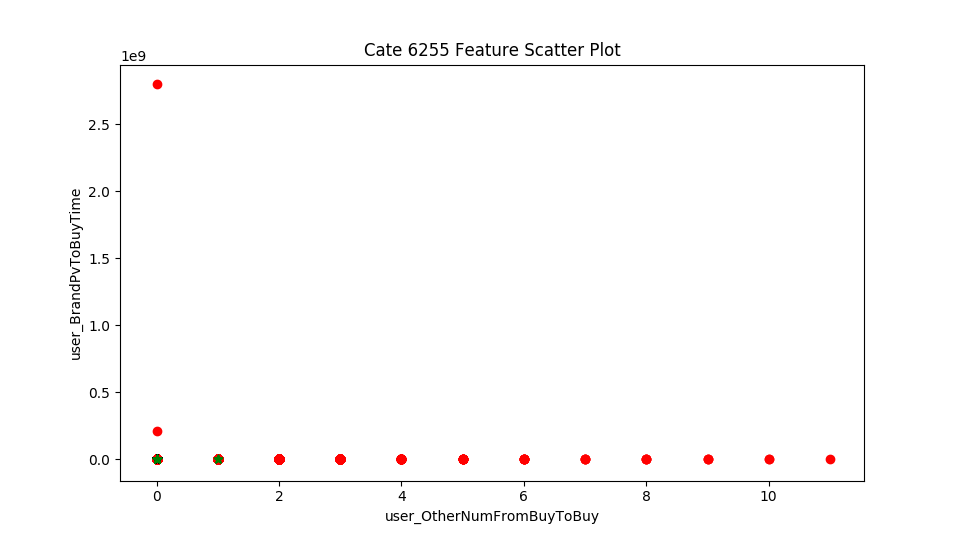 Cate 6255 Feature Scatter Plot
1e9
2.5
2.0
1.5
1.0
0.5
0.0
user_BrandPvToBuyTime
0 2 4 6 8 10
user_OtherNumFromBuyToBuy